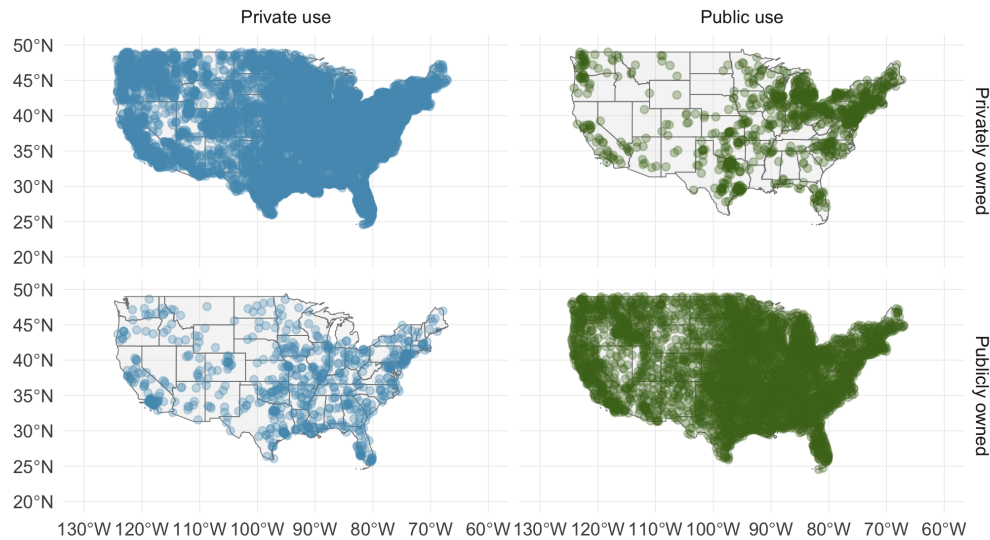 Private use
Public use
50°N
45°N
40°N
35°N
30°N
25°N
20°N
Privately owned
50°N
45°N
40°N
35°N
30°N
25°N
20°N
Publicly owned
130°W 120°W 110°W 100°W 90°W 80°W 70°W 60°W
130°W 120°W 110°W 100°W 90°W 80°W 70°W 60°W